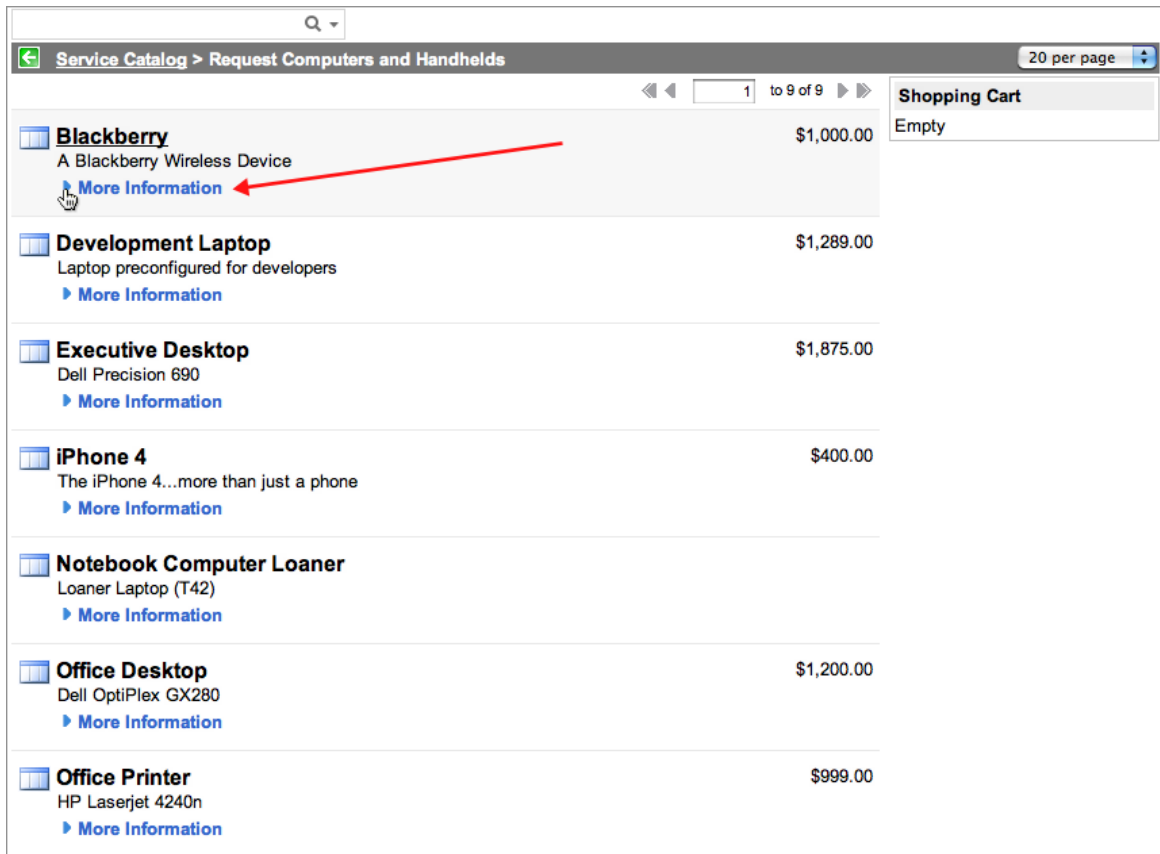 Service Catalog > Request Computers and Handhelds
20 per page
1 to 9 of 9
Shopping Cart
Empty
Blackberry $1,000.00
A Blackberry Wireless Device
More Information
Development Laptop $1,289.00
Laptop preconfigured for developers
More Information
Executive Desktop $1,875.00
Dell Precision 690
More Information
iPhone 4 $400.00
The iPhone 4...more than just a phone
More Information
Notebook Computer Loaner
Loaner Laptop (T42)
More Information
Office Desktop $1,200.00
Dell OptiPlex GX280
More Information
Office Printer $999.00
HP Laserjet 4240n
More Information